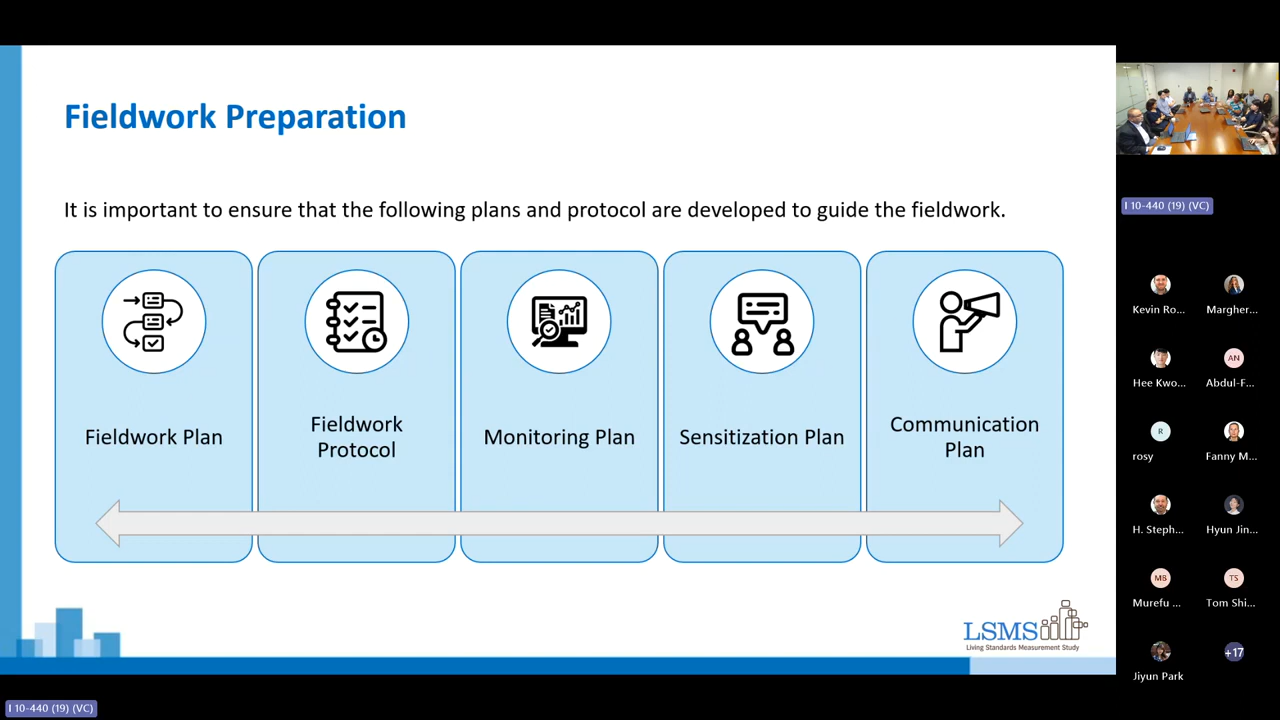 Fieldwork Preparation
It is important to ensure that the following plans and protocol are developed to guide the fieldwork.
Fieldwork Plan
Fieldwork
Protocol
Monitoring Plan
Sensitization Plan
Communication
Plan
LSMS
Living Standards Measurement Study
I 10-440 (19) (VC)
Kevin Ro...
Margher...
Hee Kwo...
AN
Abdul-F...
R
rosy
Fanny M...
H. Steph...
Hyun Jin...
MB
Murefu ...
TS
Tom Shi...
Jiyun Park
+17
I 10-440 (19) (VC)